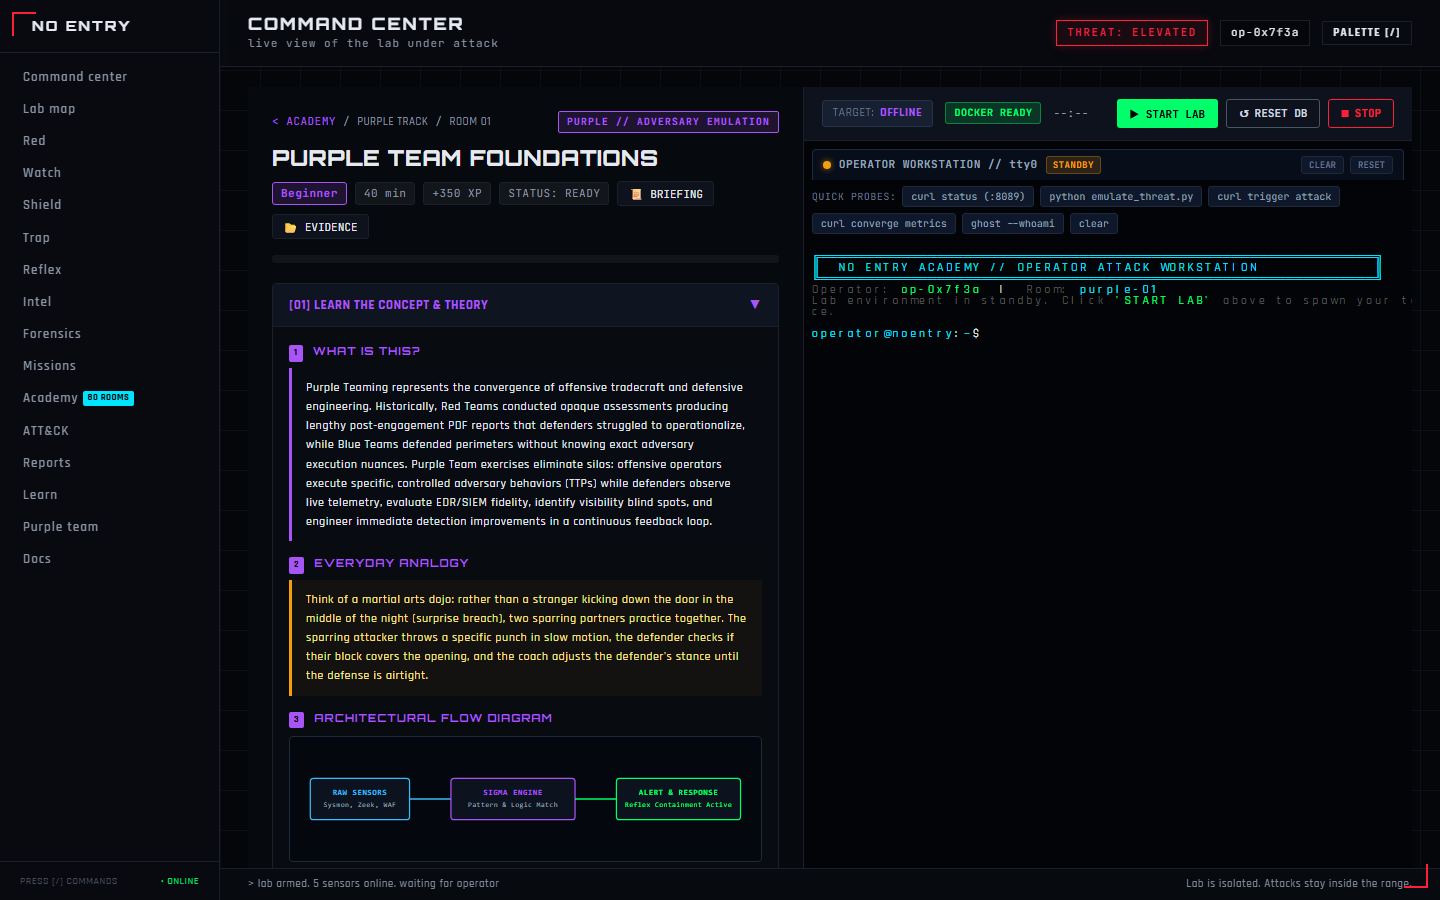 NO ENTRY
Command center
Lab map
Red
Watch
Shield
Trap
Reflex
Intel
Forensics
Missions
Academy 80 ROOMS
ATT&CK
Reports
Learn
Purple team
Docs
PRESS [/] COMMANDS • ONLINE
COMMAND CENTER
live view of the lab under attack
THREAT: ELEVATED
op-0x7f3a
PALETTE [/]
< ACADEMY / PURPLE TRACK / ROOM 01
PURPLE // ADVERSARY EMULATION
PURPLE TEAM FOUNDATIONS
Beginner 40 min +350 XP STATUS: READY 📜 BRIEFING
📂 EVIDENCE
[01] LEARN THE CONCEPT & THEORY ▼
1 WHAT IS THIS?
Purple Teaming represents the convergence of offensive tradecraft and defensive
engineering. Historically, Red Teams conducted opaque assessments producing
lengthy post-engagement PDF reports that defenders struggled to operationalize,
while Blue Teams defended perimeters without knowing exact adversary
execution nuances. Purple Team exercises eliminate silos: offensive operators
execute specific, controlled adversary behaviors (TTPs) while defenders observe
live telemetry, evaluate EDR/SIEM fidelity, identify visibility blind spots, and
engineer immediate detection improvements in a continuous feedback loop.
2 EVERYDAY ANALOGY
Think of a martial arts dojo: rather than a stranger kicking down the door in the
middle of the night (surprise breach), two sparring partners practice together. The
sparring attacker throws a specific punch in slow motion, the defender checks if
their block covers the opening, and the coach adjusts the defender's stance until
the defense is airtight.
3 ARCHITECTURAL FLOW DIAGRAM
RAW SENSORS
Sysmon, Zeek, WAF
SIGMA ENGINE
Pattern & Logic Match
ALERT & RESPONSE
Reflex Containment Active
TARGET: OFFLINE
DOCKER READY
--:--
▶ START LAB
↺ RESET DB
■ STOP
OPERATOR WORKSTATION // tty0 STANDBY
CLEAR
RESET
QUICK PROBES: curl status (:8089) python emulate_threat.py curl trigger attack
curl converge metrics ghost --whoami clear
NO ENTRY ACADEMY // OPERATOR ATTACK WORKSTATION
Operator: op-0x7f3a | Room: purple-01
Lab environment in standby. Click 'START LAB' above to spawn your t
ce.
operator@noentry:~$
> lab armed. 5 sensors online. waiting for operator
Lab is isolated. Attacks stay inside the range.